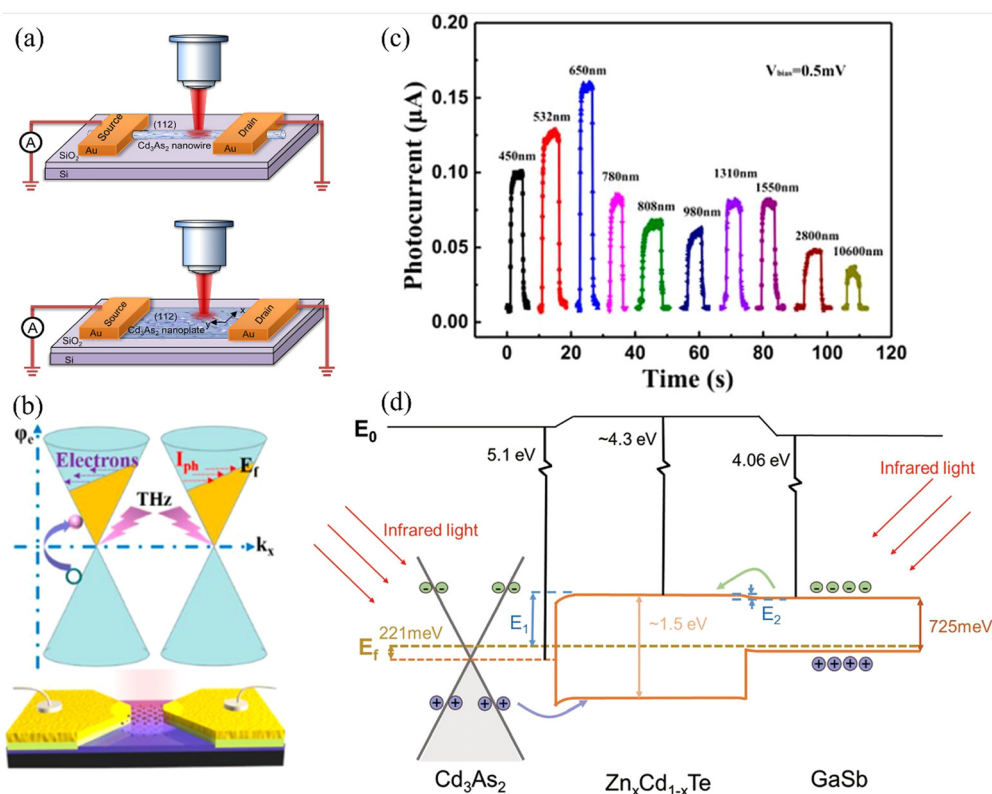 (a)
Source
(112)
Cd₃As₂ nanowire
Drain
A
Au
Au
SiO₂
Si
Source
(112)
x
y
Cd₃As₂ nanoplate
Drain
A
Au
Au
SiO₂
Si
(b)
φe
Electrons
Iph
Ef
THz
kx
(c)
Photocurrent (μA)
0.20
0.15
0.10
0.05
0.00
Vbias=0.5mV
450nm
532nm
650nm
780nm
808nm
980nm
1310nm
1550nm
2800nm
10600nm
0 20 40 60 80 100 120
Time (s)
(d)
E₀
5.1 eV
~4.3 eV
4.06 eV
Infrared light
Infrared light
E₁
~1.5 eV
E₂
725meV
Ef
221meV
Cd₃As₂
ZnxCd1-xTe
GaSb